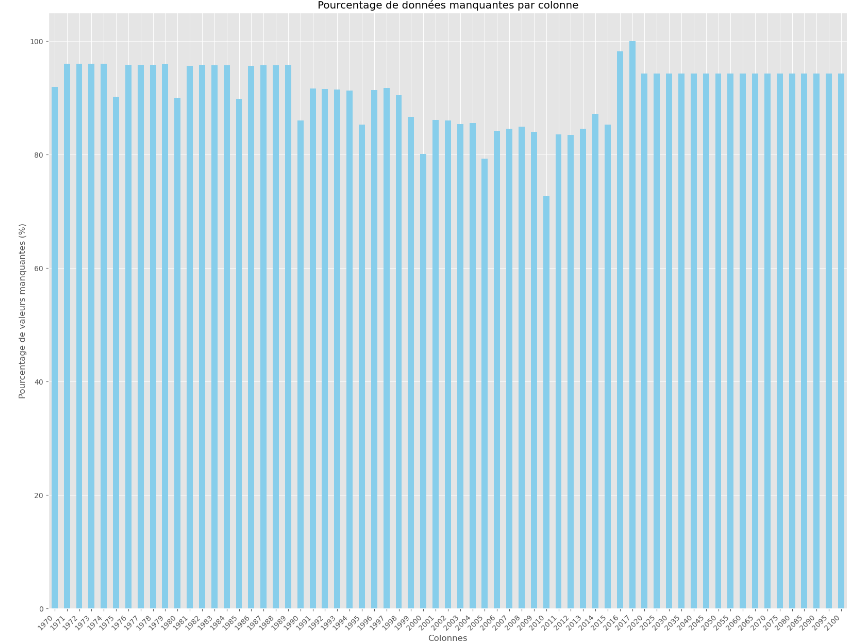 Pourcentage de données manquantes par colonne
Pourcentage de valeurs manquantes (%)
100
80
60
40
20
0
1970 1971 1972 1973 1974 1975 1976 1977 1978 1979 1980 1981 1982 1983 1984 1985 1986 1987 1988 1989 1990 1991 1992 1993 1994 1995 1996 1997 1998 1999 2000 2001 2002 2003 2004 2005 2006 2007 2008 2009 2010 2011 2012 2013 2014 2015 2016 2017 2020 2025 2030 2035 2040 2045 2050 2055 2060 2065 2070 2075 2080 2085 2090 2095 2100
Colonnes